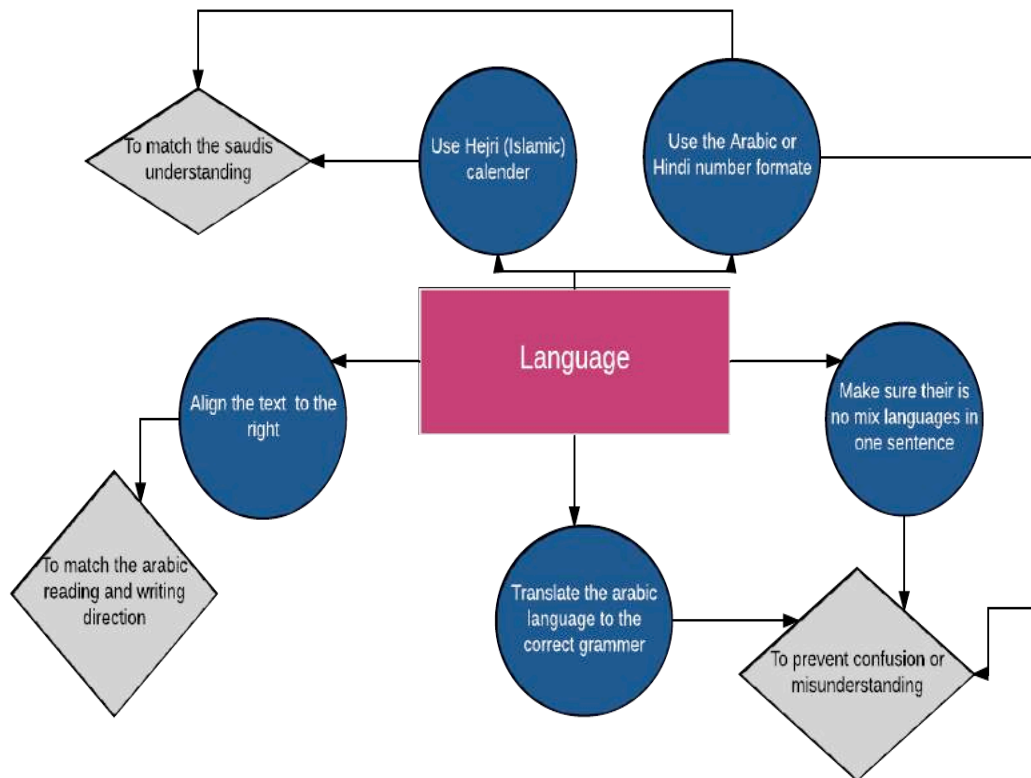 To match the saudis
understanding
Use Hejri (Islamic)
calender
Use the Arabic or
Hindi number formate
Language
Align the text to the
right
Make sure their is
no mix languages in
one sentence
To match the arabic
reading and writing
direction
Translate the arabic
language to the
correct grammer
To prevent confusion or
misunderstanding